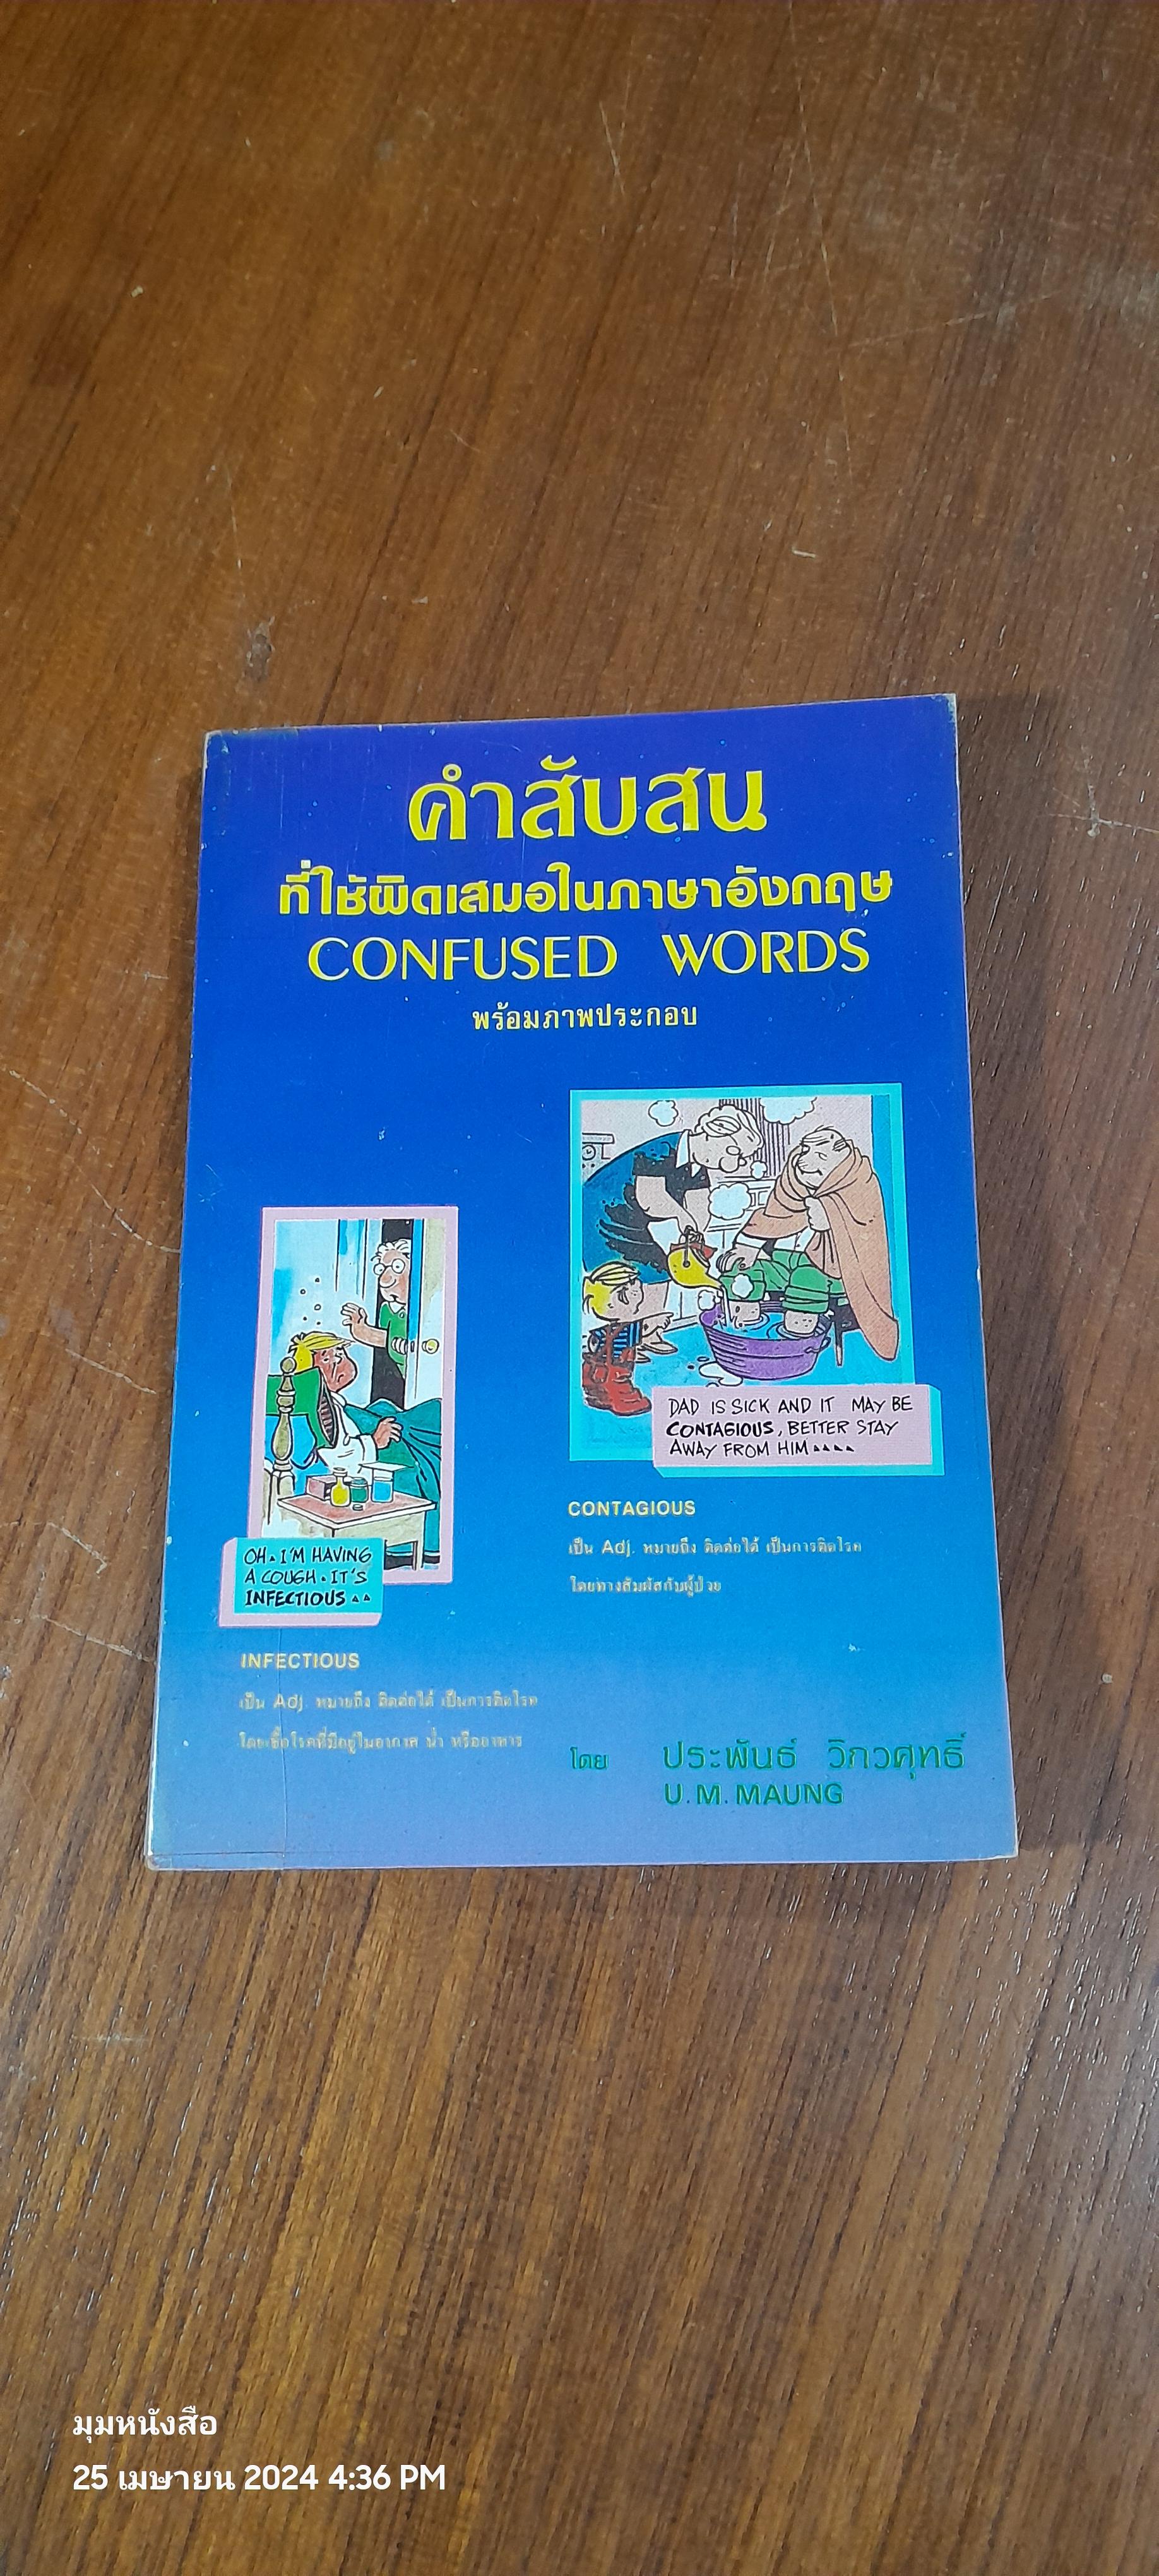 คำสับสน
ที่ใช้ผิดเสมอในภาษาอังกฤษ
CONFUSED WORDS
พร้อมภาพประกอบ
DAD IS SICK AND IT MAY BE
CONTAGIOUS, BETTER STAY
AWAY FROM HIM....
CONTAGIOUS
เป็น Adj. หมายถึง ติดต่อได้ เป็นการติดโรค
โดยทางสัมผัสกับผู้ป่วย
OH. I'M HAVING
A COUGH. IT'S
INFECTIOUS..
INFECTIOUS
เป็น Adj. หมายถึง ติดต่อได้ เป็นการติดโรค
โดยเชื้อโรคที่มีอยู่ในอากาศ น้ำ หรืออาหาร
โดย ประพันธ์ วิภวศุทธิ์
U.M. MAUNG
มุมหนังสือ
25 เมษายน 2024 4:36 PM